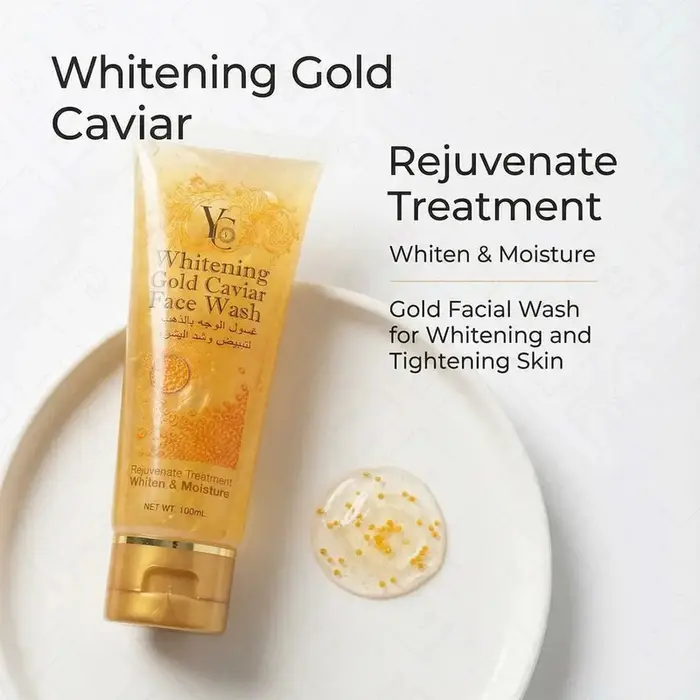 Whitening Gold
Caviar
Rejuvenate
Treatment
Whiten & Moisture
Gold Facial Wash
for Whitening and
Tightening Skin
YC
Whitening
Gold Caviar
Face Wash
غسول الوجه بالذهب
لتبييض وشد البشرة
Rejuvenate Treatment
Whiten & Moisture
NET WT. 100mL